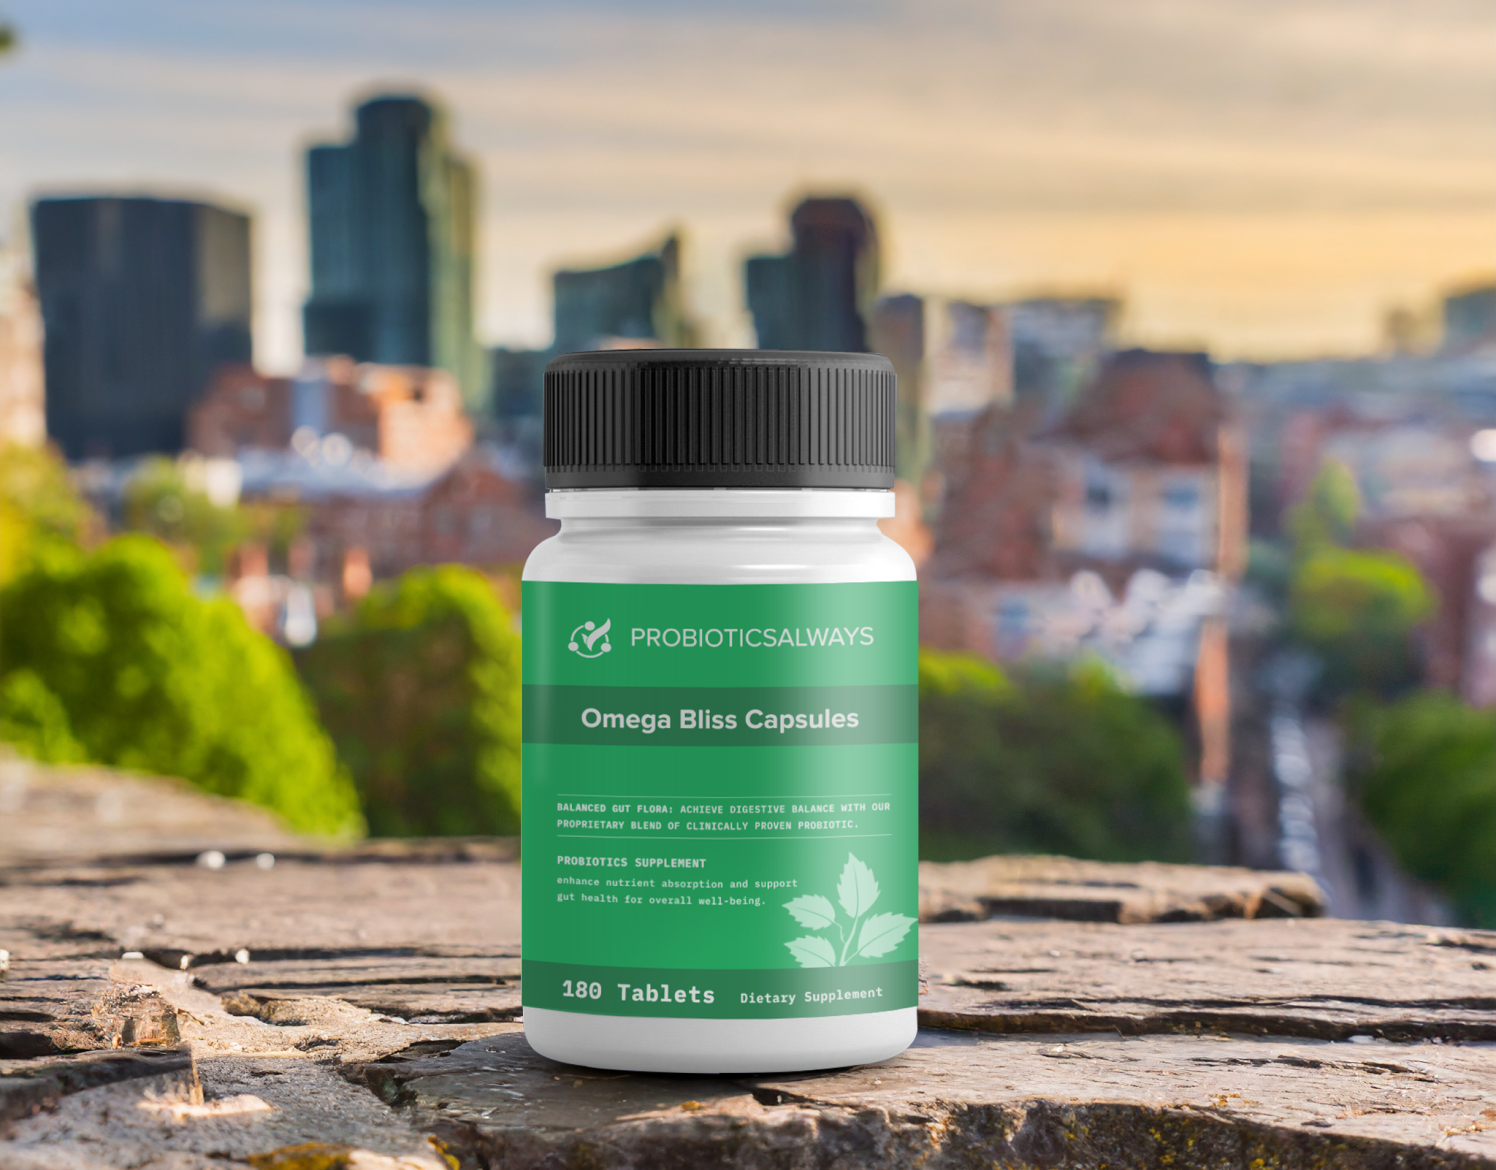 PROBIOTICSALWAYS
Omega Bliss Capsules
BALANCED GUT FLORA: ACHIEVE DIGESTIVE BALANCE WITH OUR
PROPRIETARY BLEND OF CLINICALLY PROVEN PROBIOTIC.
PROBIOTICS SUPPLEMENT
enhance nutrient absorption and support
gut health for overall well-being.
180 Tablets Dietary Supplement